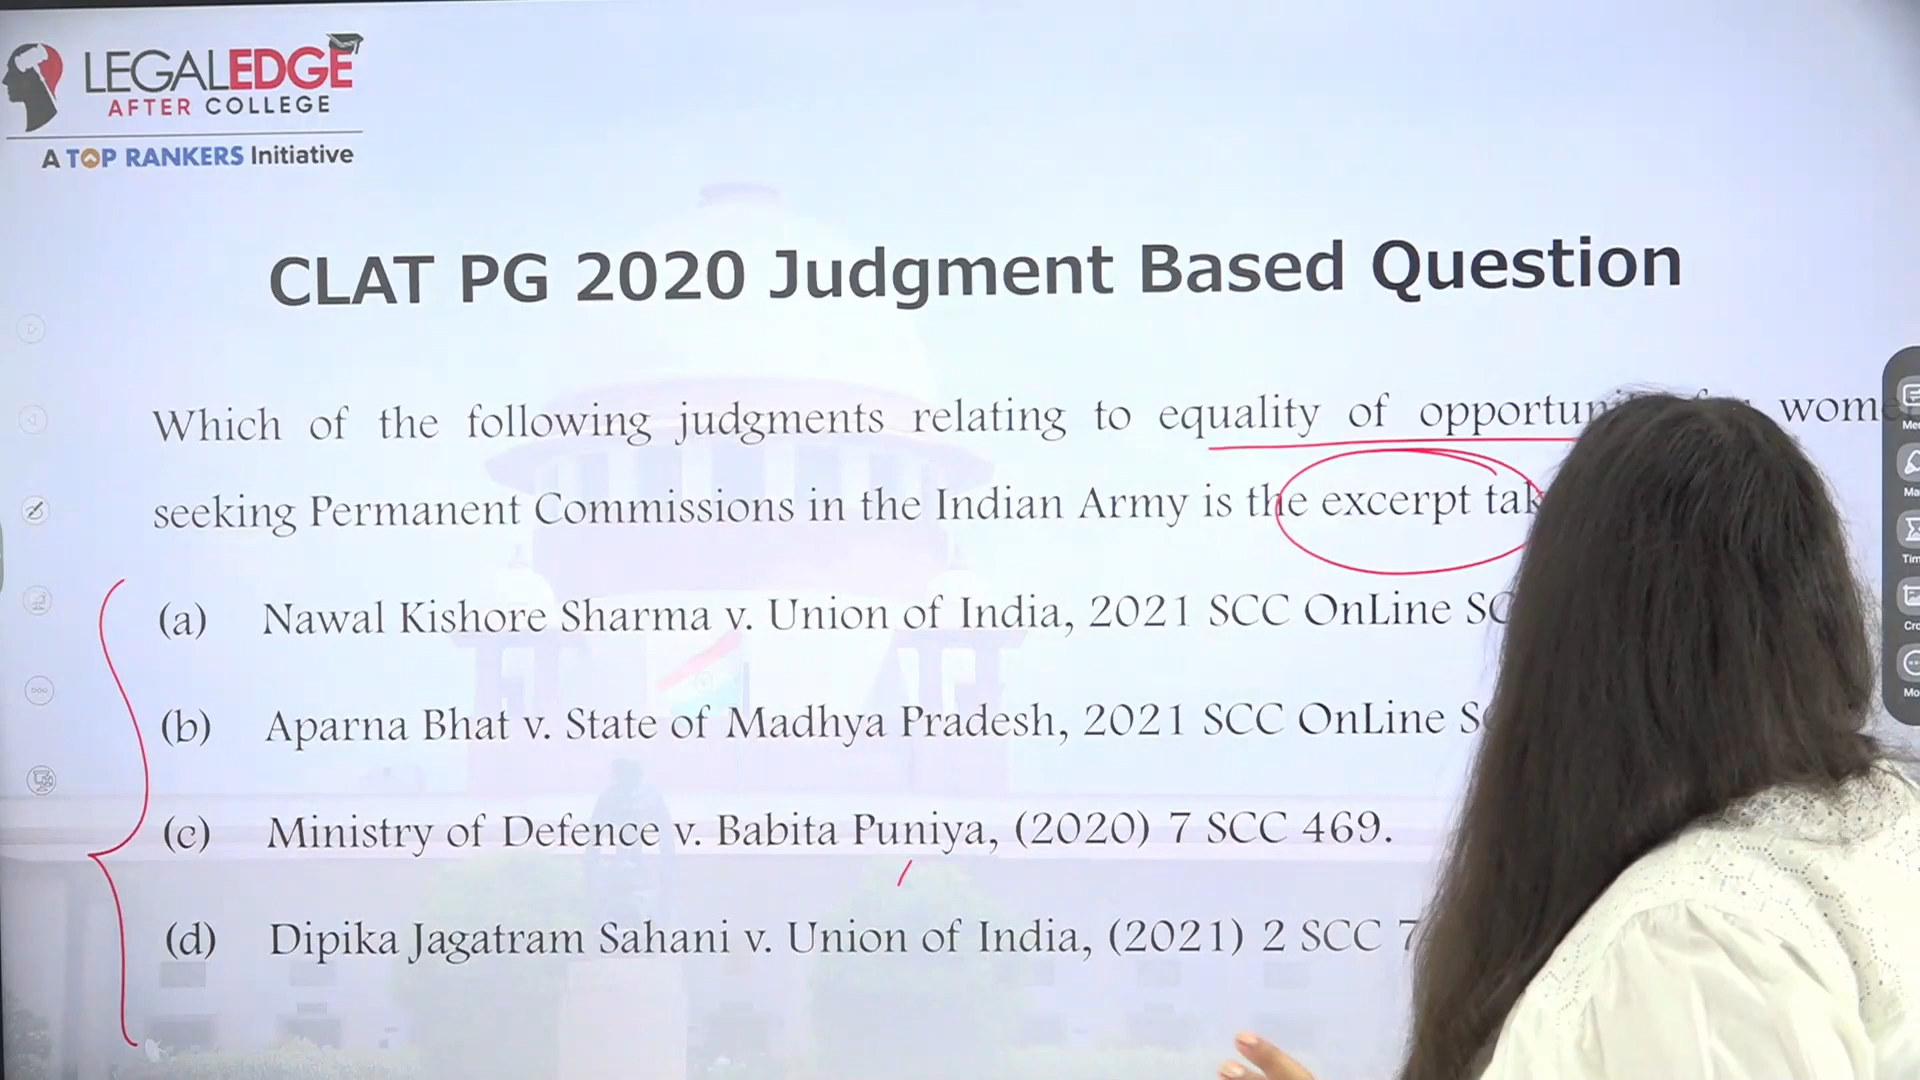 LEGALEDGE
AFTER COLLEGE
A TOP RANKERS Initiative
CLAT PG 2020 Judgment Based Question
Which of the following judgments relating to equality of
seeking Permanent Commissions in the Indian Army is the excerpt
(a) Nawal Kishore Sharma v. Union of India, 2021 SCC OnLine
(b) Aparna Bhat v. State of Madhya Pradesh, 2021 SCC OnLine
(c) Ministry of Defence v. Babita Puniya, (2020) 7 SCC 469.
(d) Dipika Jagatram Sahani v. Union of India, (2021) 2 SCC